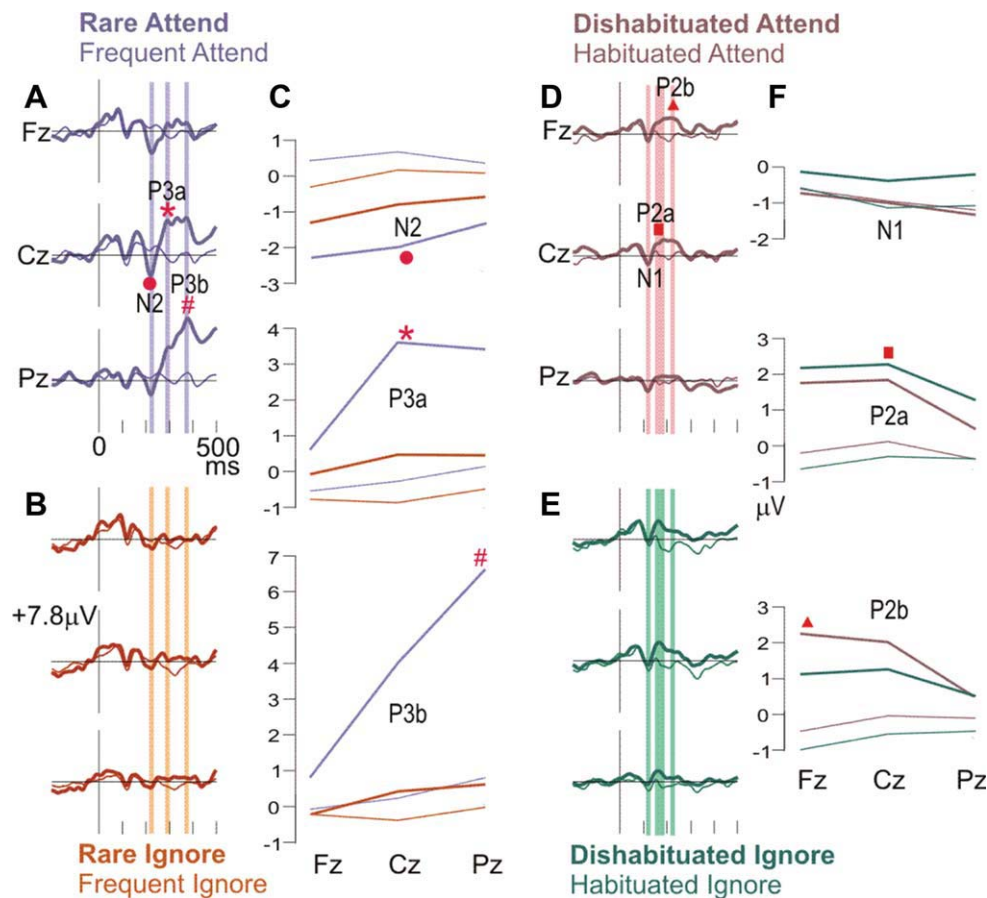 Rare Attend
Frequent Attend
Dishabituated Attend
Habituated Attend
A
C
D
F
Fz
Cz
Pz
P3a
*
N2
P3b
#
0
500
ms
1
0
-1
-2
-3
N2
4
3
2
1
0
-1
*
P3a
7
6
5
4
3
2
1
0
-1
#
P3b
Fz
Cz
Pz
B
+7.8μV
Rare Ignore
Frequent Ignore
P2b
Fz
P2a
Cz
N1
Pz
0
-1
-2
N1
3
2
1
0
-1
P2a
μV
E
3
2
1
0
-1
P2b
Fz
Cz
Pz
Dishabituated Ignore
Habituated Ignore